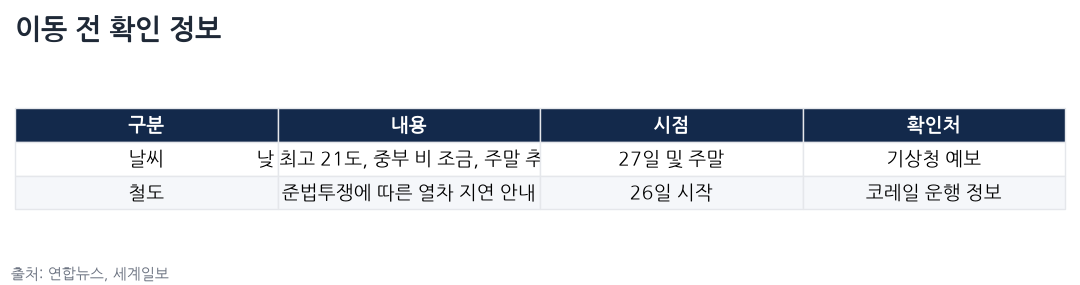 이동 전 확인 정보
구분 내용 시점 확인처
날씨 낮 최고 21도, 중부 비 조금, 주말 추 27일 및 주말 기상청 예보
철도 준법투쟁에 따른 열차 지연 안내 26일 시작 코레일 운행 정보
출처: 연합뉴스, 세계일보